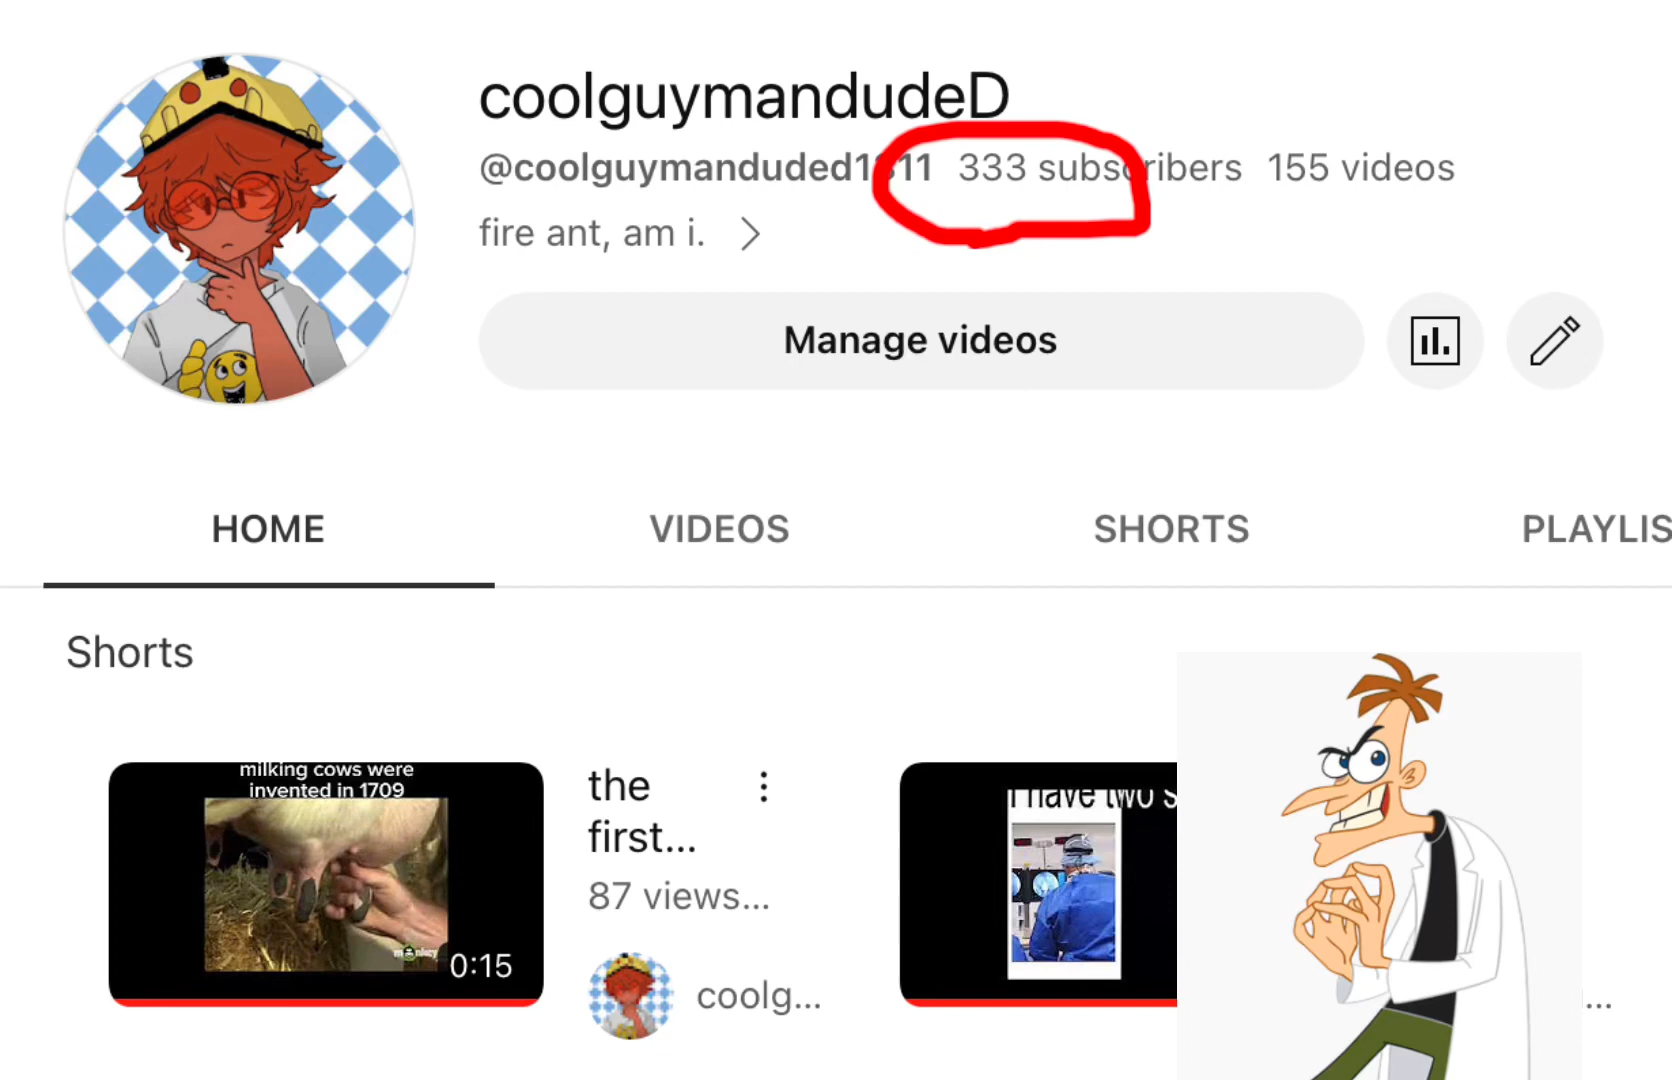 coolguymandudeD
@coolguymanduded1311 333 subscribers 155 videos
fire ant, am i.
Manage videos
HOME VIDEOS SHORTS PLAYLIS
Shorts
milking cows were
invented in 1709
0:15
the
first...
87 views...
coolg...
i have two s
...